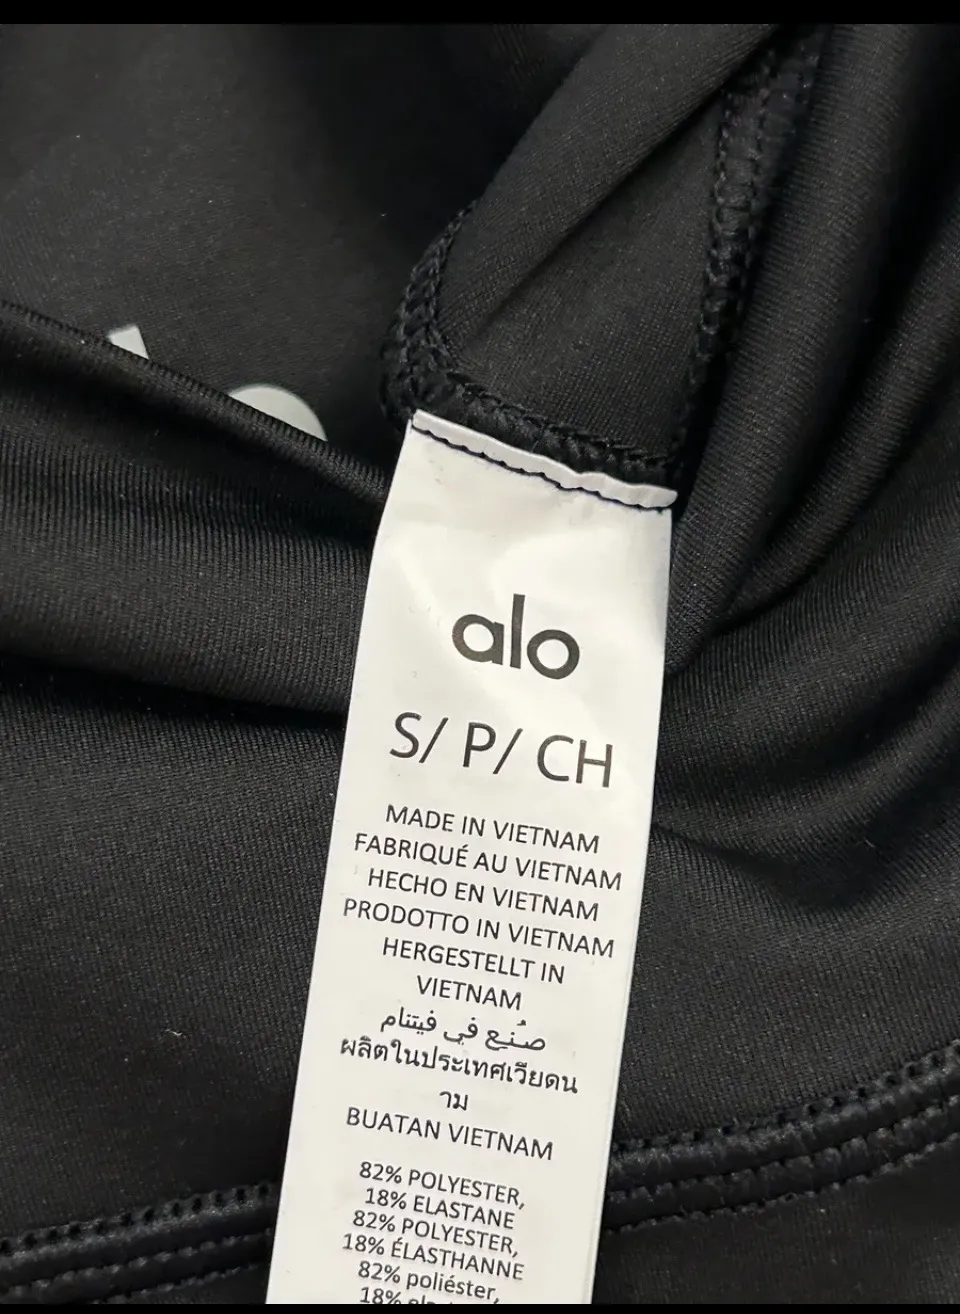 alo
S/ P/ CH
MADE IN VIETNAM
FABRIQUÉ AU VIETNAM
HECHO EN VIETNAM
PRODOTTO IN VIETNAM
HERGESTELLT IN
VIETNAM
صُنع في فيتنام
ผลิตในประเทศเวียดน
าม
BUATAN VIETNAM
82% POLYESTER,
18% ELASTANE
82% POLYESTER,
18% ÉLASTHANNE
82% poliéster,
18%